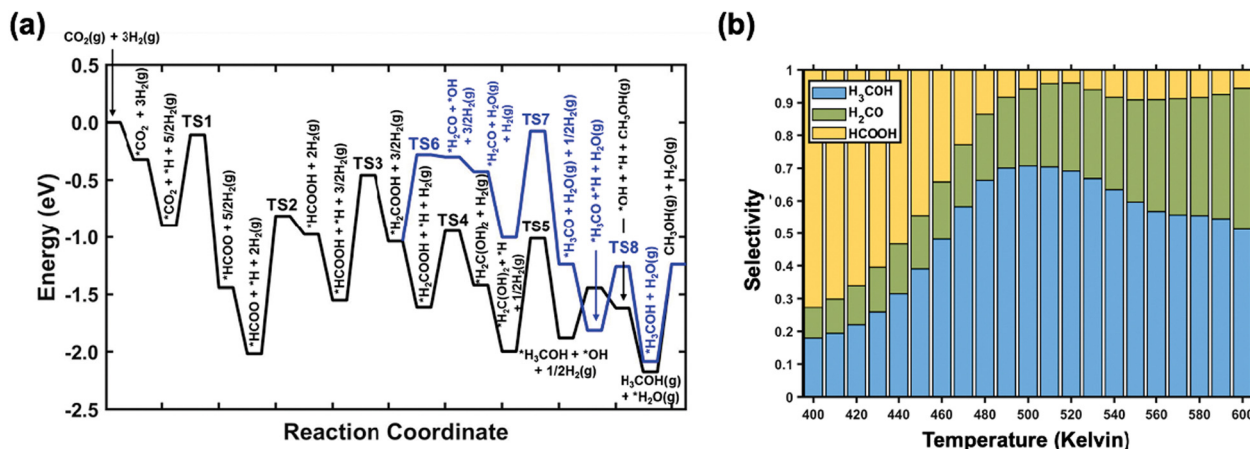 (a)
CO2(g) + 3H2(g)
0.5
0.0
-0.5
-1.0
-1.5
-2.0
-2.5
Energy (eV)
Reaction Coordinate
*CO2 + 3H2(g)
*CO2 + *H + 5/2H2(g)
TS1
*HCOO + 5/2H2(g)
*HCOO + *H + 2H2(g)
TS2
*HCOOH + 2H2(g)
*HCOOH + *H + 3/2H2(g)
TS3
*H2COOH + 3/2H2(g)
TS6
*H2CO + *OH
+ 3/2H2(g)
*H2CO + H2O(g)
+ H2(g)
TS7
*H3CO + H2O(g) + 1/2H2(g)
*H3CO +*H + H2O(g)
TS8
*H3COH + H2O(g)
*H2COOH + *H + H2(g)
TS4
*H2C(OH)2 + H2(g)
*H2C(OH)2 + *H
+ 1/2H2(g)
TS5
*H3COH + *OH
+ 1/2H2(g)
*OH + *H + CH3OH(g)
H3COH(g)
+ *H2O(g)
CH3OH(g) + H2O(g)
(b)
1
0.9
0.8
0.7
0.6
0.5
0.4
0.3
0.2
0.1
0
Selectivity
H3COH
H2CO
HCOOH
400 420 440 460 480 500 520 540 560 580 600
Temperature (Kelvin)